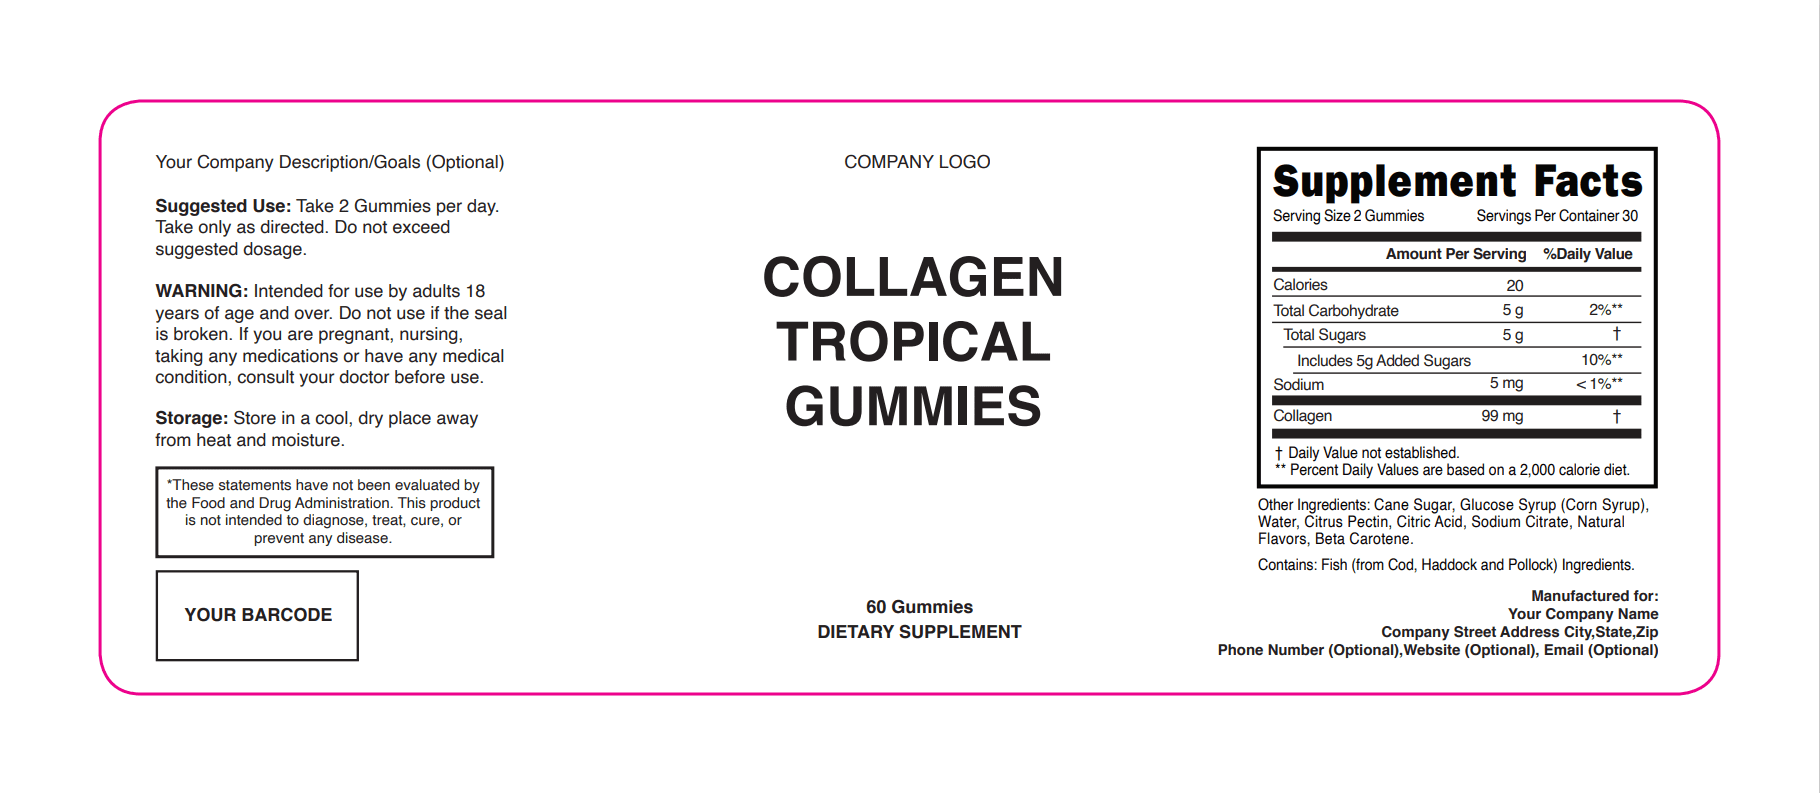 Your Company Description/Goals (Optional)
Suggested Use: Take 2 Gummies per day.
Take only as directed. Do not exceed
suggested dosage.
WARNING: Intended for use by adults 18
years of age and over. Do not use if the seal
is broken. If you are pregnant, nursing,
taking any medications or have any medical
condition, consult your doctor before use.
Storage: Store in a cool, dry place away
from heat and moisture.
*These statements have not been evaluated by
the Food and Drug Administration. This product
is not intended to diagnose, treat, cure, or
prevent any disease.
YOUR BARCODE
COMPANY LOGO
COLLAGEN
TROPICAL
GUMMIES
60 Gummies
DIETARY SUPPLEMENT
Supplement Facts
Serving Size 2 Gummies Servings Per Container 30
Amount Per Serving %Daily Value
Calories 20
Total Carbohydrate 5 g 2%**
Total Sugars 5 g †
Includes 5g Added Sugars 10%**
Sodium 5 mg < 1%**
Collagen 99 mg †
† Daily Value not established.
** Percent Daily Values are based on a 2,000 calorie diet.
Other Ingredients: Cane Sugar, Glucose Syrup (Corn Syrup),
Water, Citrus Pectin, Citric Acid, Sodium Citrate, Natural
Flavors, Beta Carotene.
Contains: Fish (from Cod, Haddock and Pollock) Ingredients.
Manufactured for:
Your Company Name
Company Street Address City,State,Zip
Phone Number (Optional),Website (Optional), Email (Optional)